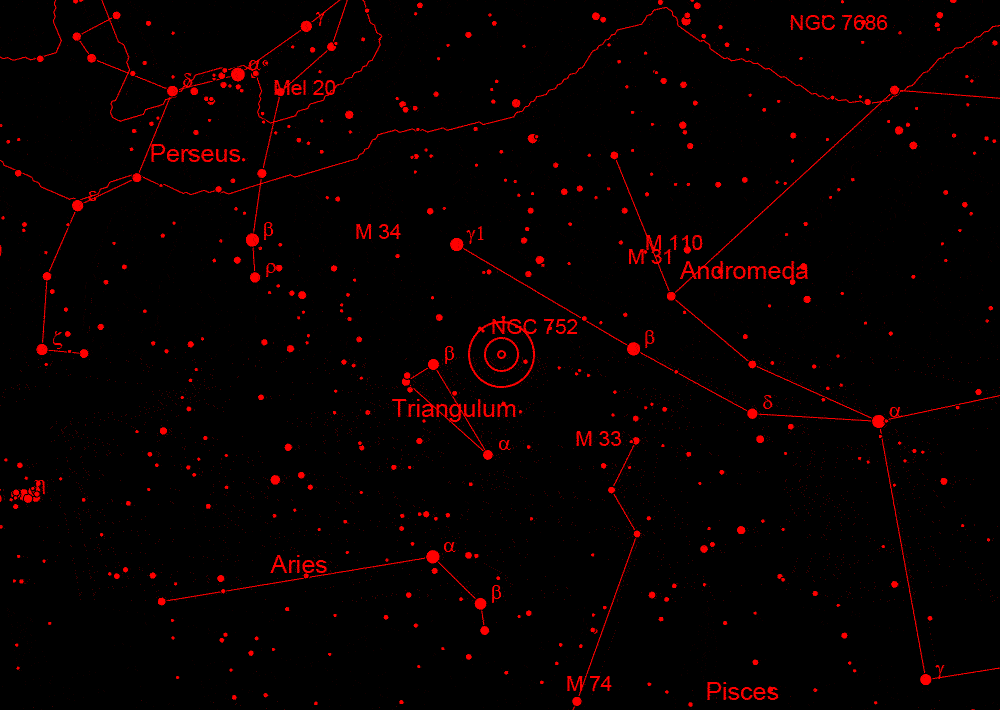 γ
NGC 7686
α
δ
Mel 20
Perseus
ε
β
M 34
γ1
M 110
M 31
ρ
Andromeda
NGC 752
ζ
β
β
Triangulum
δ
α
M 33
α
η
α
Aries
β
γ
M 74
Pisces